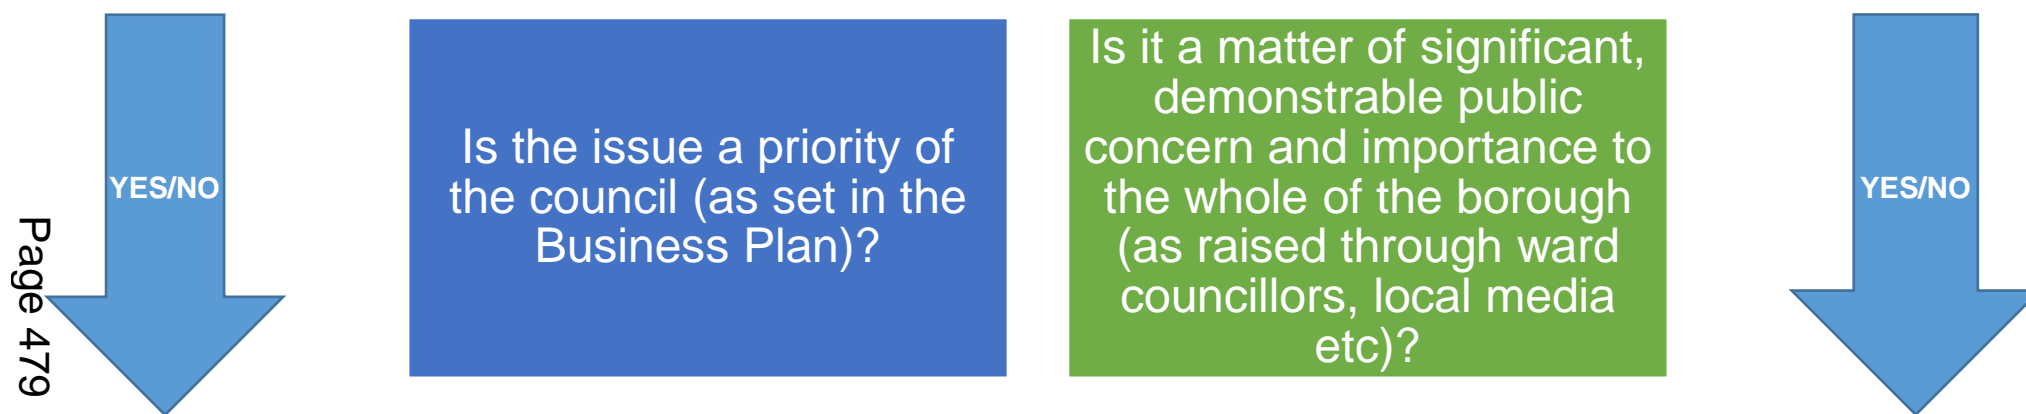 YES/NO
Is the issue a priority of
the council (as set in the
Business Plan)?
Is it a matter of significant,
demonstrable public
concern and importance to
the whole of the borough
(as raised through ward
councillors, local media
etc)?
YES/NO
Page 479